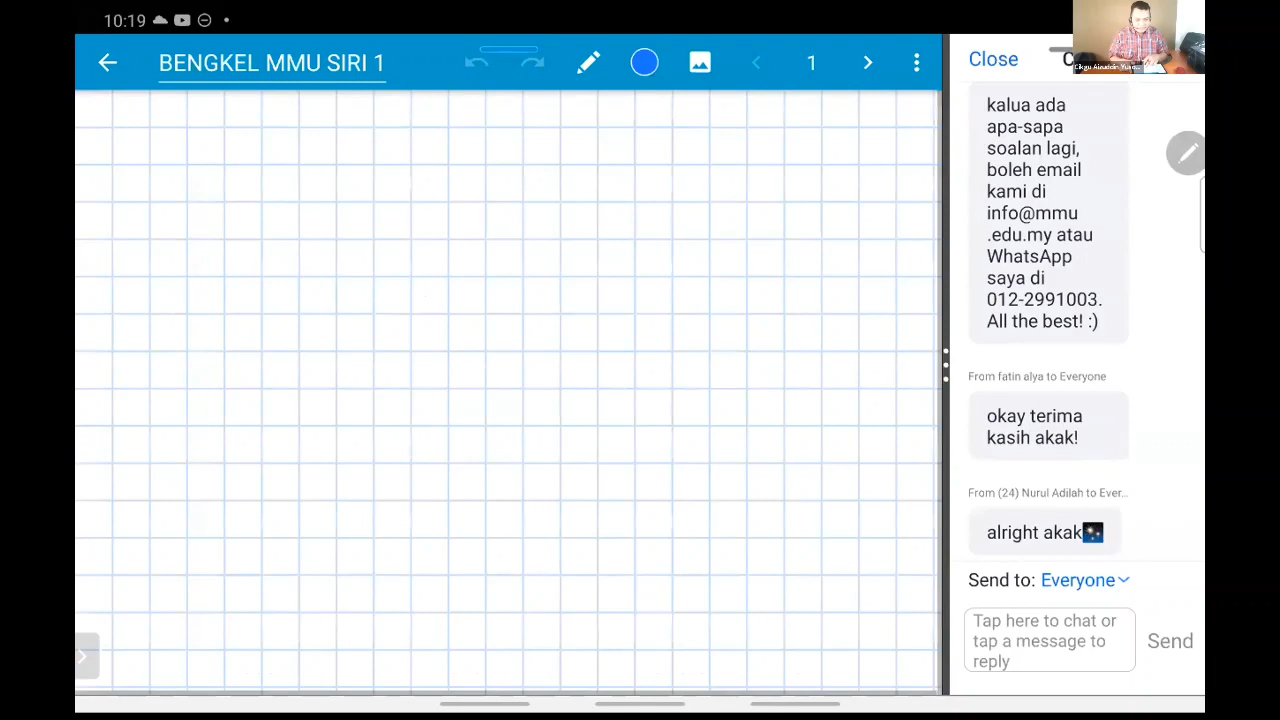 10:19
BENGKEL MMU SIRI 1
1
Close
kalua ada
apa-sapa
soalan lagi,
boleh email
kami di
info@mmu
.edu.my atau
WhatsApp
saya di
012-2991003.
All the best! :)
From fatin alya to Everyone
okay terima
kasih akak!
From (24) Nurul Adilah to Ever...
alright akak
Send to: Everyone
Tap here to chat or
tap a message to
reply
Send